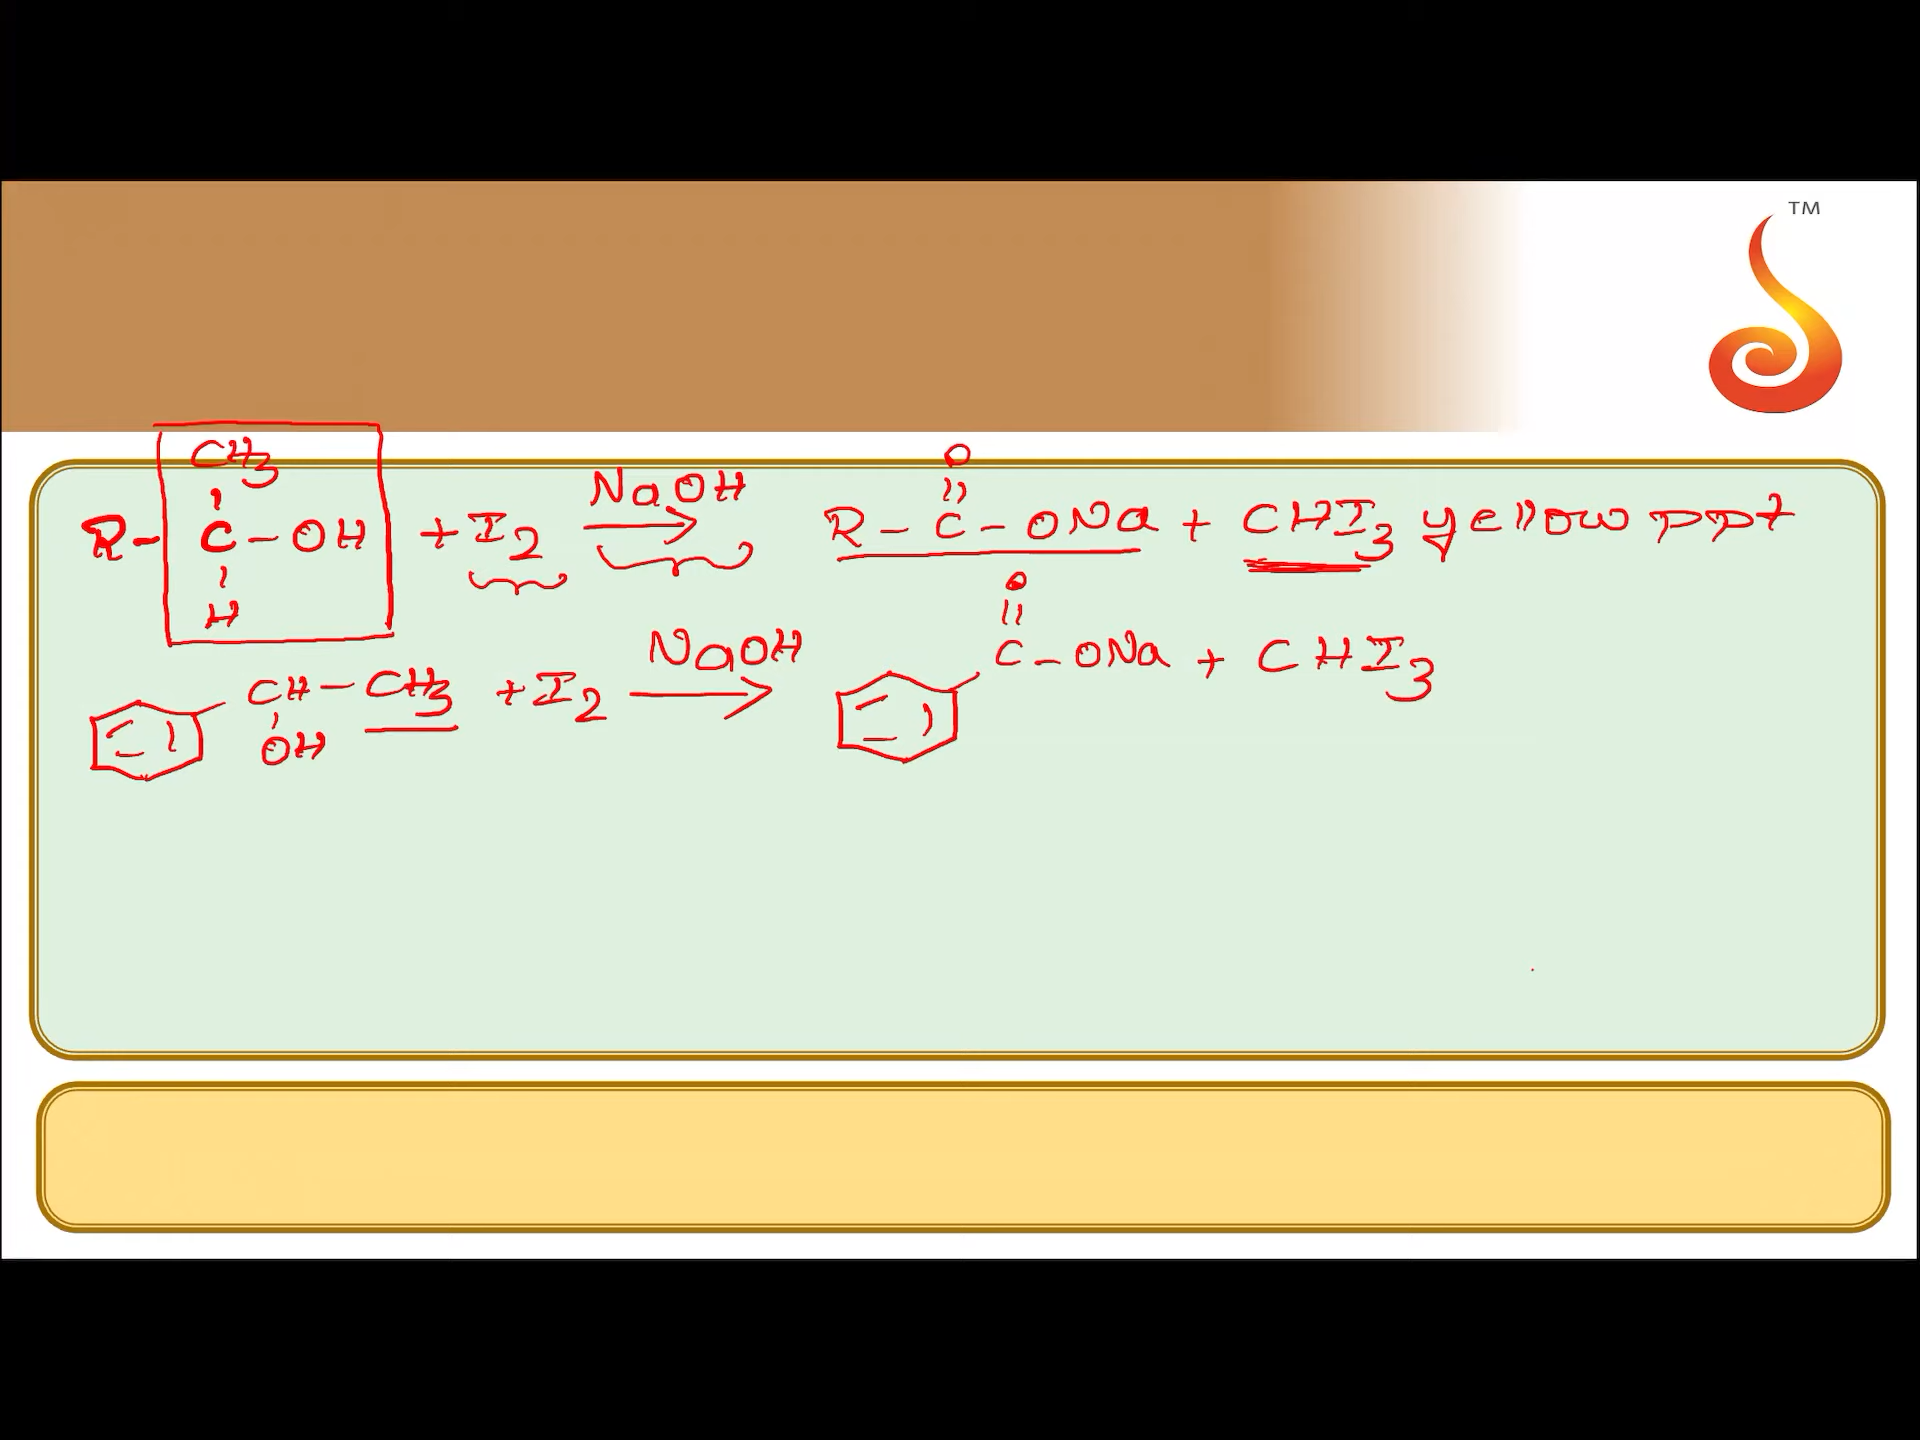 TM
CH3
R-C-OH + I2 NaOH R-C-ONa + CHI3 yellow ppt
O
H
O
CH-CH3 + I2 NaOH C-ONa + CHI3
OH